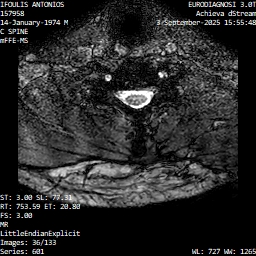 IFOULIS ANTONIOS
157958
14-January-1974 M
C SPINE
mFFE-MS
EURODIAGNOSI 3.0T
Achieva dStream
3-September-2025 15:55:48
ST: 3.00 SL: 77.31
RT: 753.59 ET: 20.80
FS: 3.00
MR
LittleEndianExplicit
Images: 36/133
Series: 601
WL: 727 WW: 1265